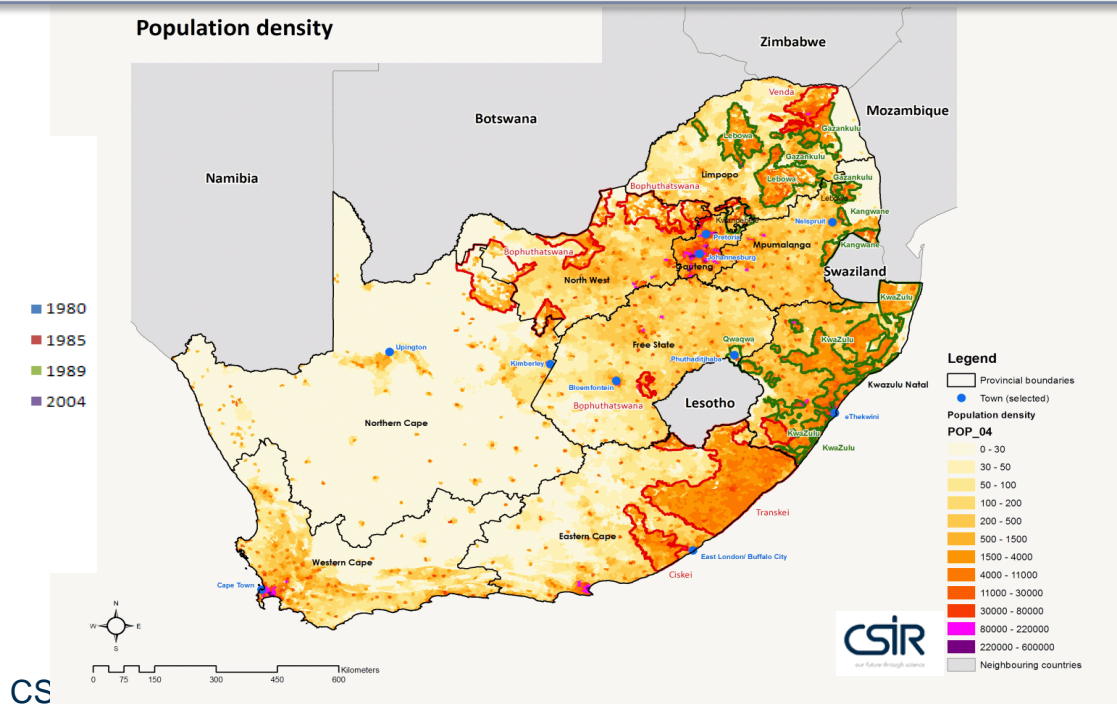 Population density
Zimbabwe
Venda
Mozambique
Botswana
Gazankulu
Lebowa
Gazankulu
Namibia
Limpopo
Lebowa
Gazankulu
Bophuthatswana
Kangwane
Nelspruit
Pretoria
Mpumalanga
Kangwane
Bophuthatswana
Johannesburg
Gauteng
Swaziland
North West
KwaZulu
1980
1985
1989
2004
Upington
Free State
Qwaqwa
KwaZulu
Kimberley
Phuthaditjhaba
Bloemfontein
Kwazulu Natal
Bophuthatswana
Lesotho
eThekwini
Northern Cape
KwaZulu
KwaZulu
Transkei
Eastern Cape
East London/ Buffalo City
Western Cape
Ciskei
Cape Town
Legend
Provincial boundaries
Town (selected)
Population density
POP_04
0 - 30
30 - 50
50 - 100
100 - 200
200 - 500
500 - 1500
1500 - 4000
4000 - 11000
11000 - 30000
30000 - 80000
80000 - 220000
220000 - 600000
Neighbouring countries
N
W E
S
Kilometers
0 75 150 300 450 600
CSIR
our future through science
CS